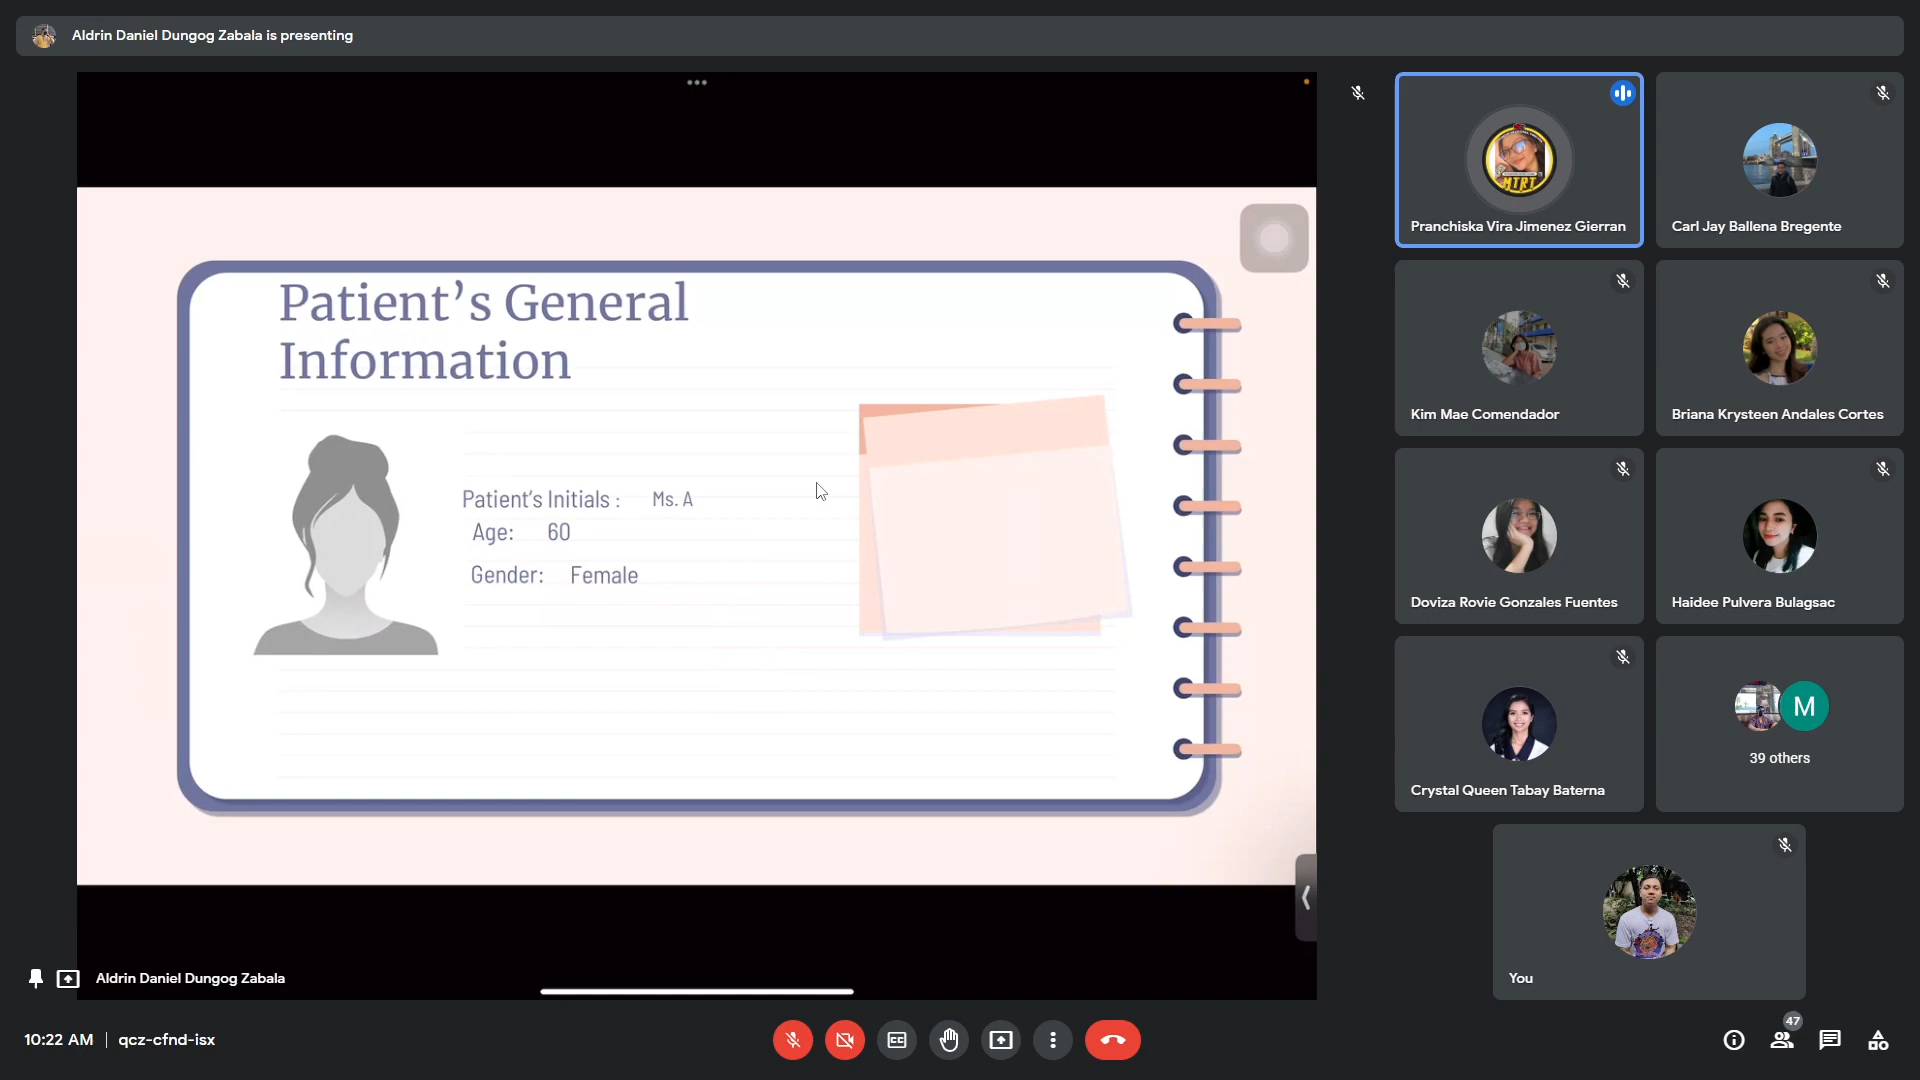 Aldrin Daniel Dungog Zabala is presenting
Patient’s General
Information
Patient’s Initials : Ms. A
Age: 60
Gender: Female
MTRT
Pranchiska Vira Jimenez Gierran
Carl Jay Ballena Bregente
Kim Mae Comendador
Briana Krysteen Andales Cortes
Doviza Rovie Gonzales Fuentes
Haidee Pulvera Bulagsac
Crystal Queen Tabay Baterna
M
39 others
You
Aldrin Daniel Dungog Zabala
10:22 AM | qcz-cfnd-isx
47